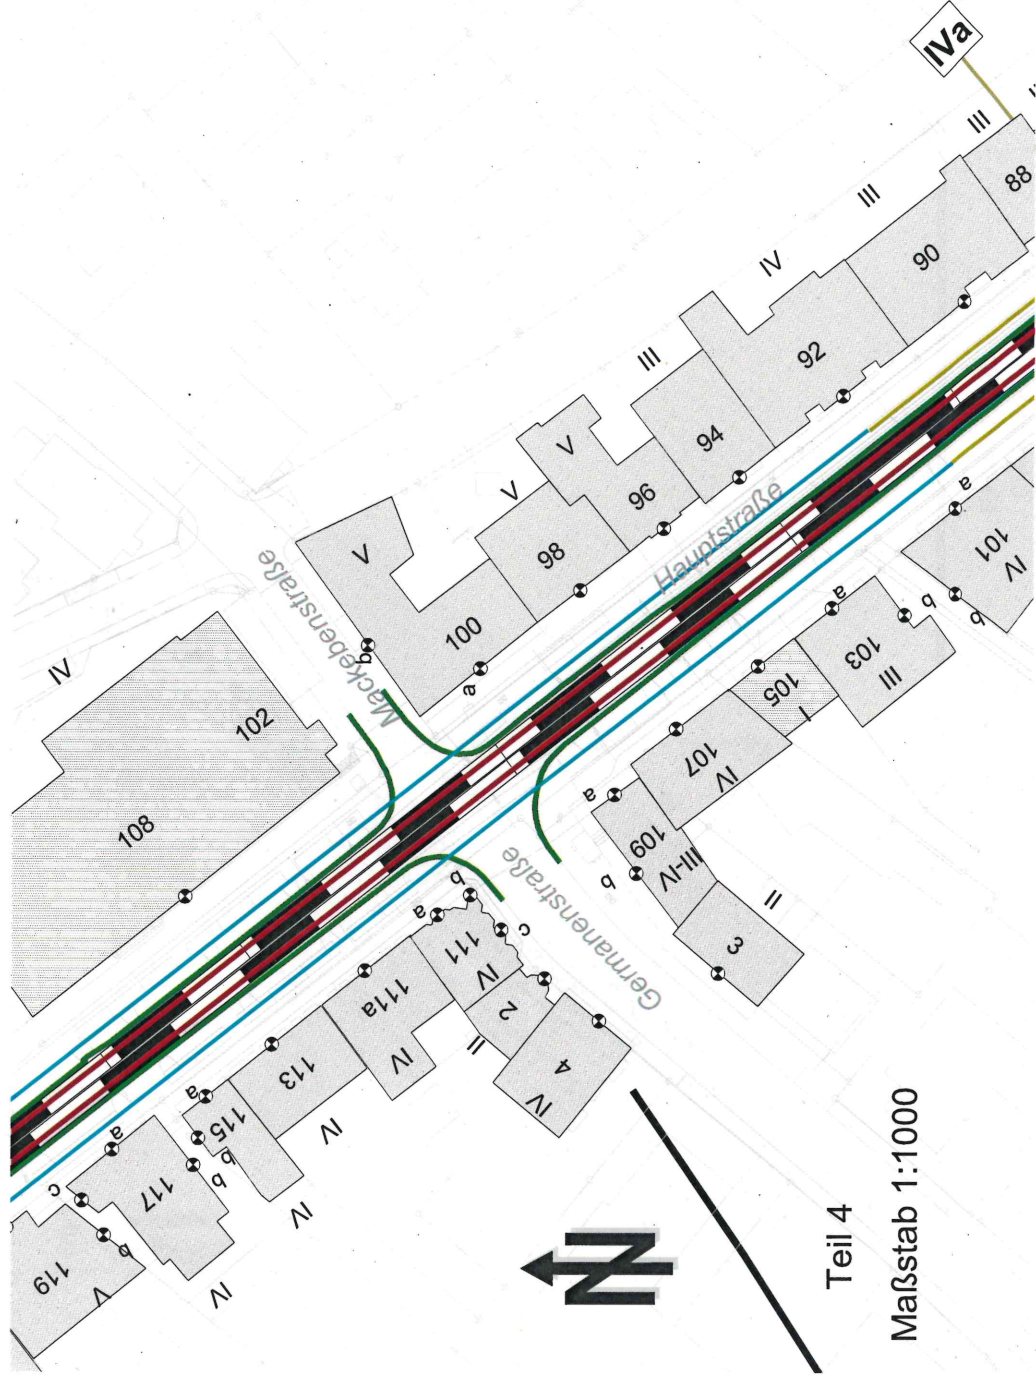 IVa
III
88
III
90
IV
92
III
94
V
96
V
98
V
100
b
a
Mackebenstraße
Hauptstraße
IV
102
108
a
101
IV
b
a
b
103
III
105
I
107
IV
a
109
III-IV
b
3
II
Germanenstraße
b
a
c
111
IV
2
II
4
IV
111a
IV
113
IV
a
115
b
IV
a
117
b
c
IV
119
b
V
N
Teil 4
Maßstab 1:1000